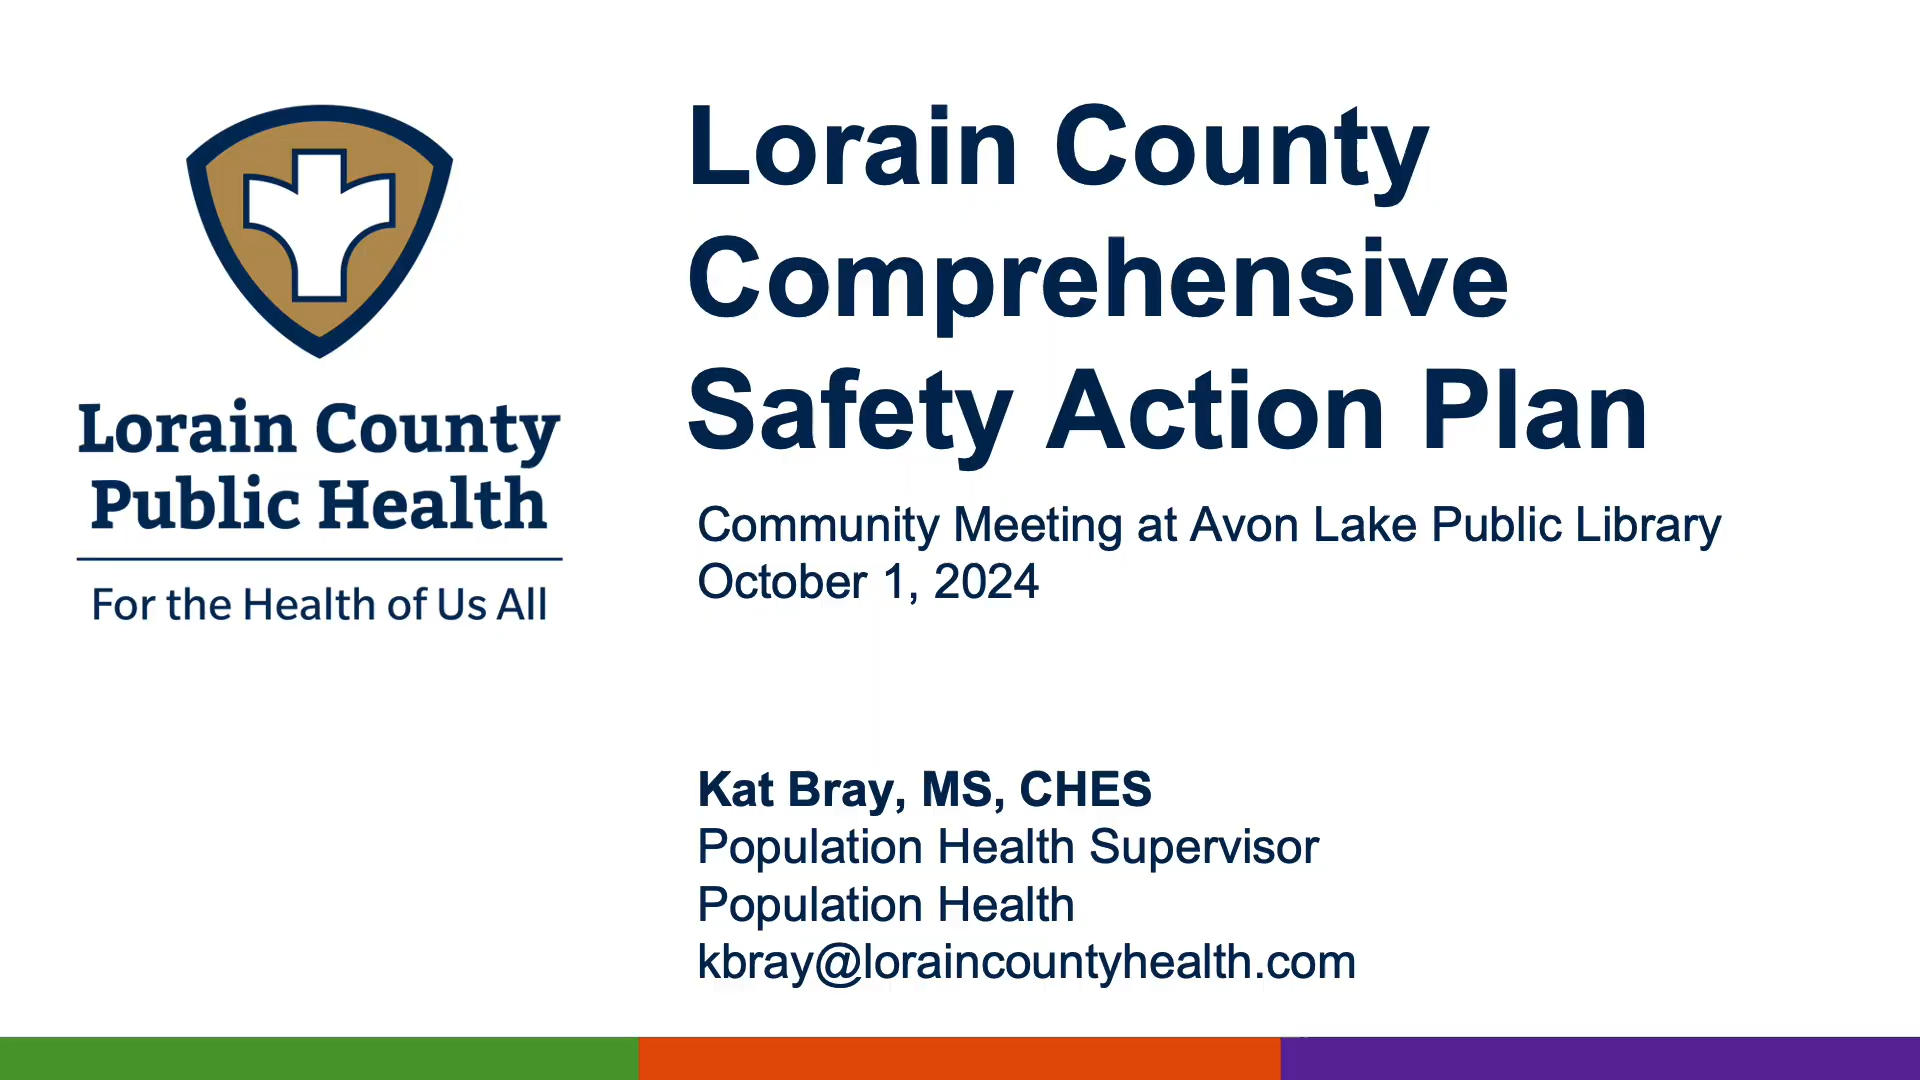 Lorain County
Public Health
For the Health of Us All
Lorain County
Comprehensive
Safety Action Plan
Community Meeting at Avon Lake Public Library
October 1, 2024
Kat Bray, MS, CHES
Population Health Supervisor
Population Health
kbray@loraincountyhealth.com